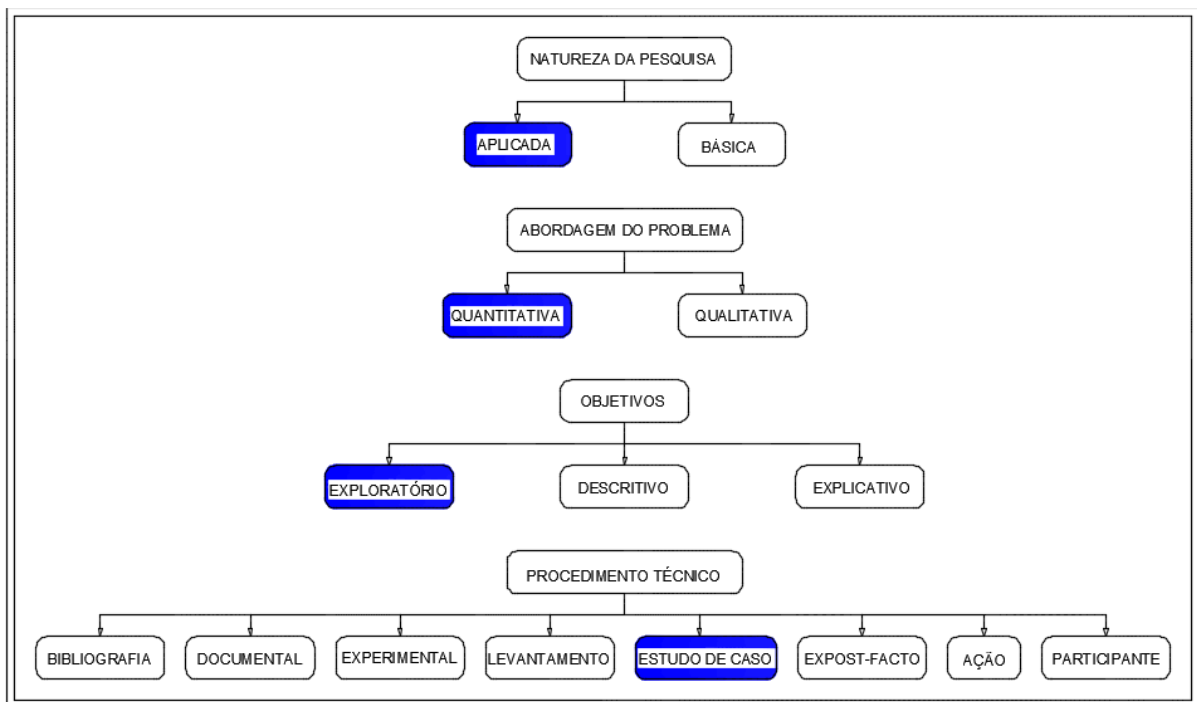 NATUREZA DA PESQUISA
APLICADA
BÁSICA
ABORDAGEM DO PROBLEMA
QUANTITATIVA
QUALITATIVA
OBJETIVOS
EXPLORATÓRIO
DESCRITIVO
EXPLICATIVO
PROCEDIMENTO TÉCNICO
BIBLIOGRAFIA
DOCUMENTAL
EXPERIMENTAL
LEVANTAMENTO
ESTUDO DE CASO
EXPOST-FACTO
AÇÃO
PARTICIPANTE